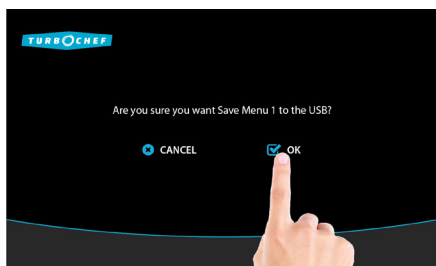 TURBOCHEF
Are you sure you want Save Menu 1 to the USB?
CANCEL
OK